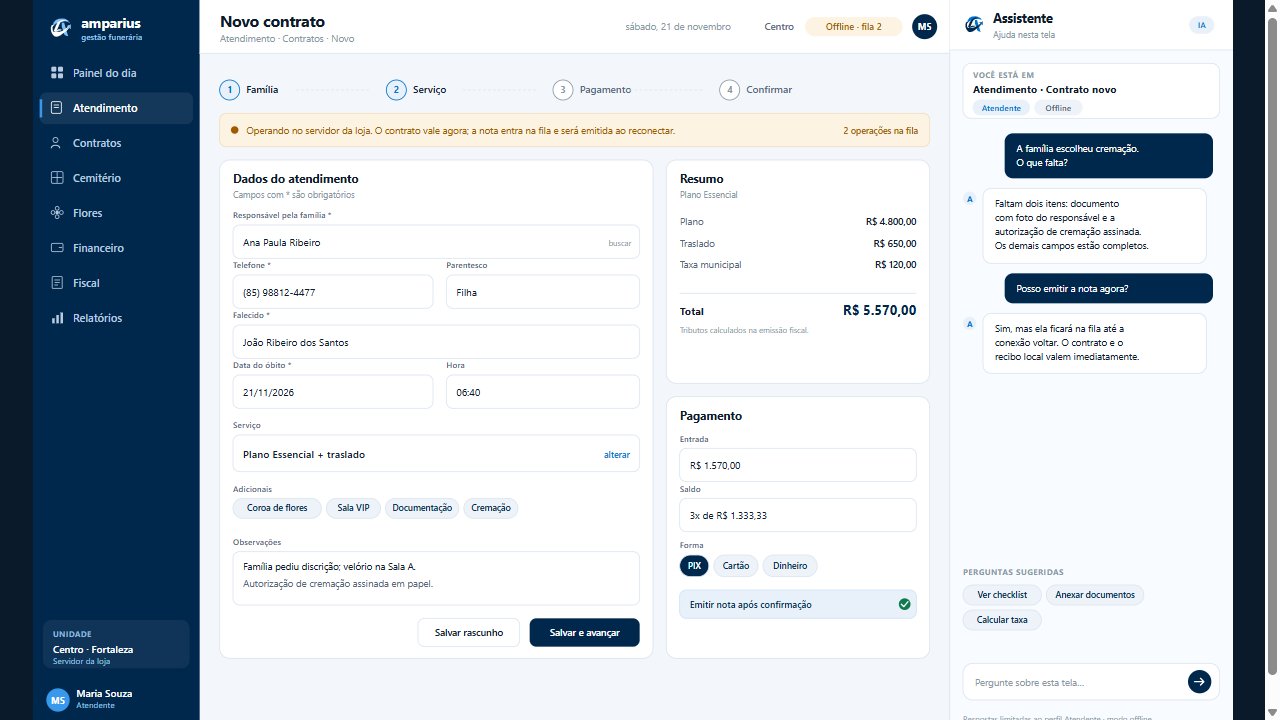 amparius
gestão funerária
Painel do dia
Atendimento
Contratos
Cemitério
Flores
Financeiro
Fiscal
Relatórios
UNIDADE
Centro · Fortaleza
Servidor da loja
MS
Maria Souza
Atendente
Novo contrato
Atendimento · Contratos · Novo
sábado, 21 de novembro
Centro
Offline · fila 2
MS
1 Família
2 Serviço
3 Pagamento
4 Confirmar
Operando no servidor da loja. O contrato vale agora; a nota entra na fila e será emitida ao reconectar.
2 operações na fila
Dados do atendimento
Campos com * são obrigatórios
Responsável pela família *
Ana Paula Ribeiro
buscar
Telefone *
Parentesco
(85) 98812-4477
Filha
Falecido *
João Ribeiro dos Santos
Data do óbito *
Hora
21/11/2026
06:40
Serviço
Plano Essencial + traslado
alterar
Adicionais
Coroa de flores
Sala VIP
Documentação
Cremação
Observações
Família pediu discrição; velório na Sala A.
Autorização de cremação assinada em papel.
Salvar rascunho
Salvar e avançar
Resumo
Plano Essencial
Plano R$ 4.800,00
Traslado R$ 650,00
Taxa municipal R$ 120,00
Total R$ 5.570,00
Tributos calculados na emissão fiscal.
Pagamento
Entrada
R$ 1.570,00
Saldo
3x de R$ 1.333,33
Forma
PIX
Cartão
Dinheiro
Emitir nota após confirmação
Assistente
Ajuda nesta tela
IA
VOCÊ ESTÁ EM
Atendimento · Contrato novo
Atendente
Offline
A família escolheu cremação.
O que falta?
A
Faltam dois itens: documento
com foto do responsável e a
autorização de cremação assinada.
Os demais campos estão completos.
Posso emitir a nota agora?
A
Sim, mas ela ficará na fila até a
conexão voltar. O contrato e o
recibo local valem imediatamente.
PERGUNTAS SUGERIDAS
Ver checklist
Anexar documentos
Calcular taxa
Pergunte sobre esta tela...
Respostas limitadas ao perfil Atendente · modo offline